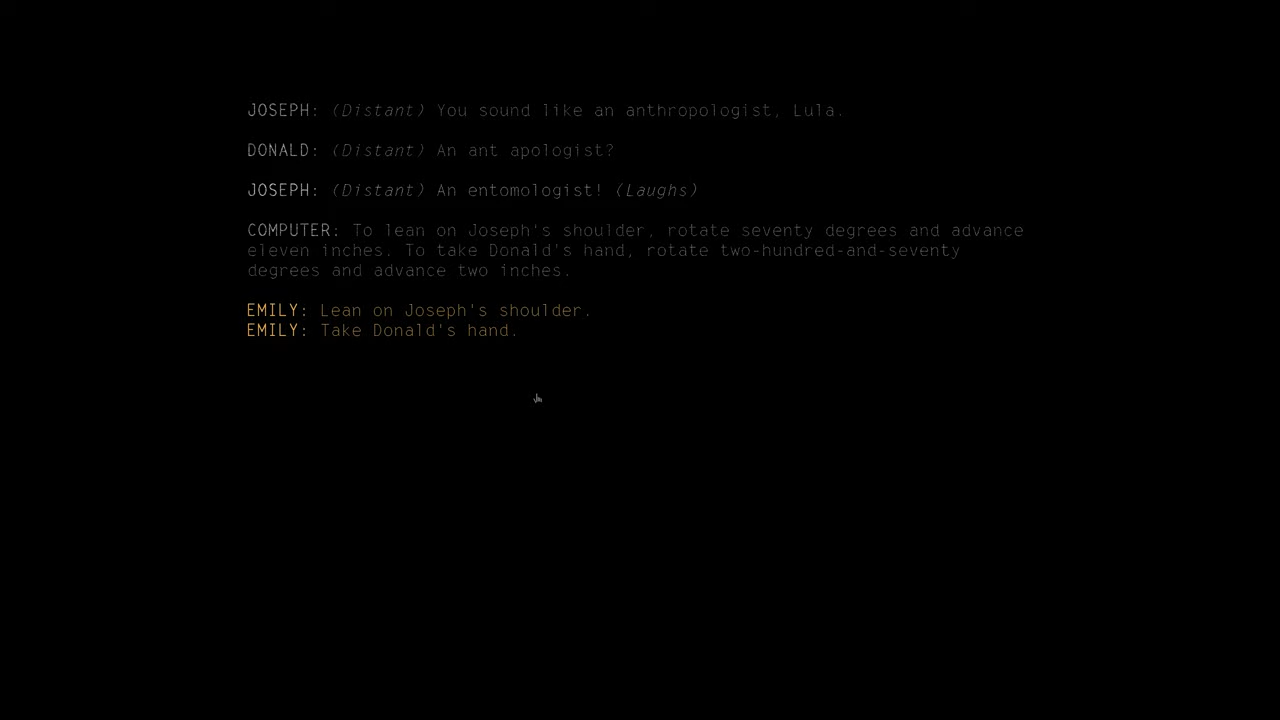 JOSEPH: (Distant) You sound like an anthropologist, Lula.
DONALD: (Distant) An ant apologist?
JOSEPH: (Distant) An entomologist! (Laughs)
COMPUTER: To lean on Joseph's shoulder, rotate seventy degrees and advance
eleven inches. To take Donald's hand, rotate two-hundred-and-seventy
degrees and advance two inches.
EMILY: Lean on Joseph's shoulder.
EMILY: Take Donald's hand.